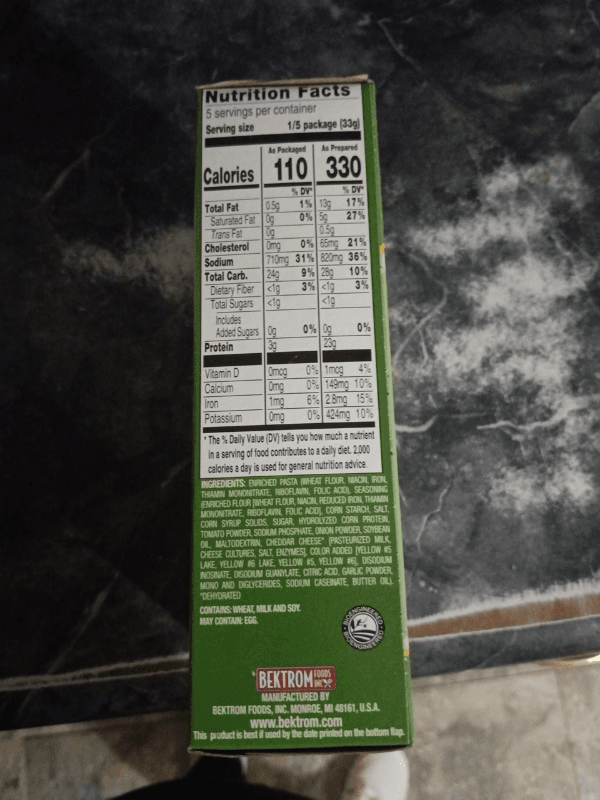 Nutrition Facts
5 servings per container
Serving size 1/5 package (33g)
As Packaged As Prepared
Calories 110 330
% DV* % DV*
Total Fat 0.5g 1% 13g 17%
Saturated Fat 0g 0% 5g 27%
Trans Fat 0g 0.5g
Cholesterol 0mg 0% 65mg 21%
Sodium 710mg 31% 820mg 36%
Total Carb. 24g 9% 28g 10%
Dietary Fiber <1g 3% <1g 3%
Total Sugars <1g <1g
Includes
Added Sugars 0g 0% 0g 0%
Protein 3g 23g
Vitamin D 0mcg 0% 1mcg 4%
Calcium 0mg 0% 149mg 10%
Iron 1mg 6% 2.8mg 15%
Potassium 0mg 0% 424mg 10%
* The % Daily Value (DV) tells you how much a nutrient
in a serving of food contributes to a daily diet. 2,000
calories a day is used for general nutrition advice.
INGREDIENTS: ENRICHED PASTA (WHEAT FLOUR, NIACIN, IRON,
THIAMIN MONONITRATE, RIBOFLAVIN, FOLIC ACID), SEASONING
(ENRICHED FLOUR [WHEAT FLOUR, NIACIN, REDUCED IRON, THIAMIN
MONONITRATE, RIBOFLAVIN, FOLIC ACID], CORN STARCH, SALT,
CORN SYRUP SOLIDS, SUGAR, HYDROLYZED CORN PROTEIN,
TOMATO POWDER, SODIUM PHOSPHATE, ONION POWDER, SOYBEAN
OIL, MALTODEXTRIN, CHEDDAR CHEESE* [PASTEURIZED MILK,
CHEESE CULTURES, SALT, ENZYMES], COLOR ADDED [YELLOW #5
LAKE, YELLOW #6 LAKE, YELLOW #5, YELLOW #6], DISODIUM
INOSINATE, DISODIUM GUANYLATE, CITRIC ACID, GARLIC POWDER,
MONO AND DIGLYCERIDES, SODIUM CASEINATE, BUTTER OIL).
*DEHYDRATED
CONTAINS: WHEAT, MILK AND SOY.
MAY CONTAIN: EGG.
BIOENGINEERED
BIOENGINEERED
BEKTROM FOODS INC
MANUFACTURED BY
BEKTROM FOODS, INC. MONROE, MI 48161, U.S.A.
www.bektrom.com
This product is best if used by the date printed on the bottom flap.